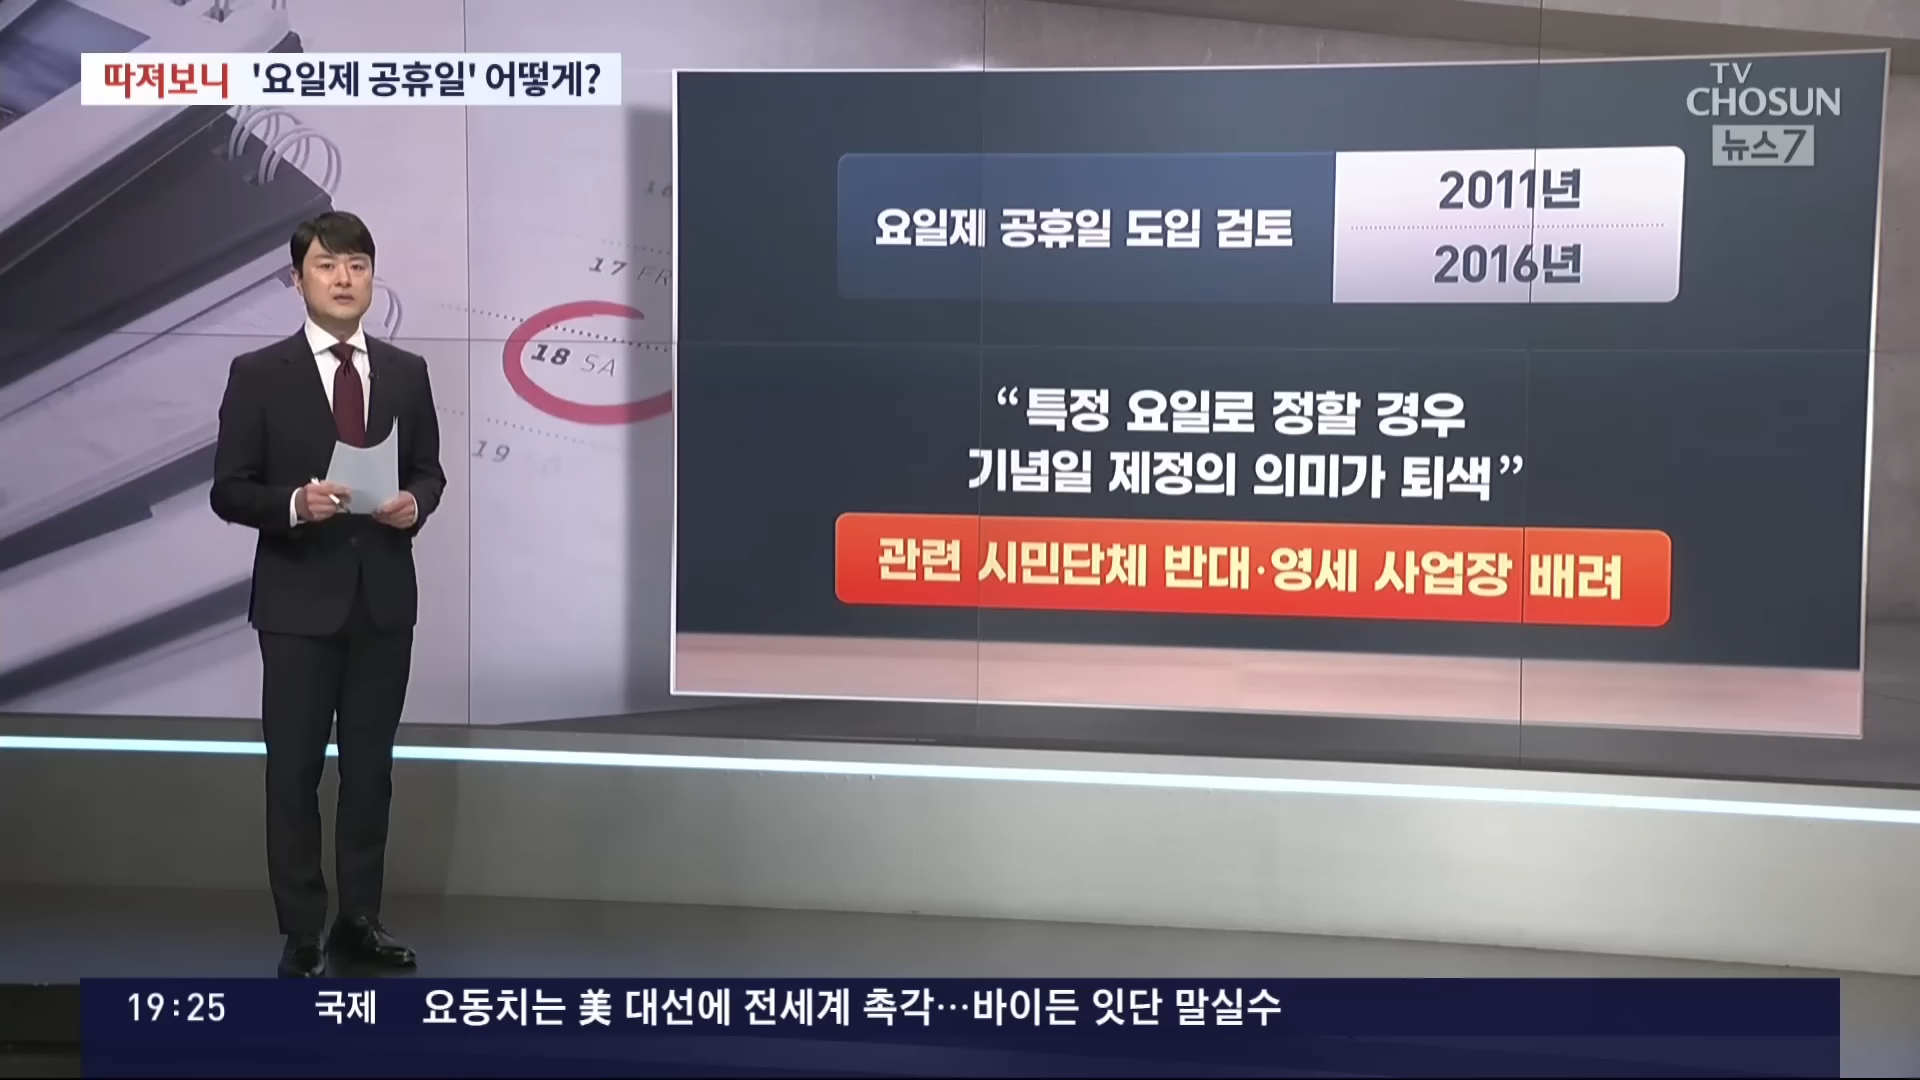 따져보니 '요일제 공휴일' 어떻게?
TV
CHOSUN
뉴스7
요일제 공휴일 도입 검토
2011년
2016년
“특정 요일로 정할 경우
기념일 제정의 의미가 퇴색”
관련 시민단체 반대·영세 사업장 배려
17 FR
18 SA
19
19:25 국제 요동치는 美 대선에 전세계 촉각…바이든 잇단 말실수